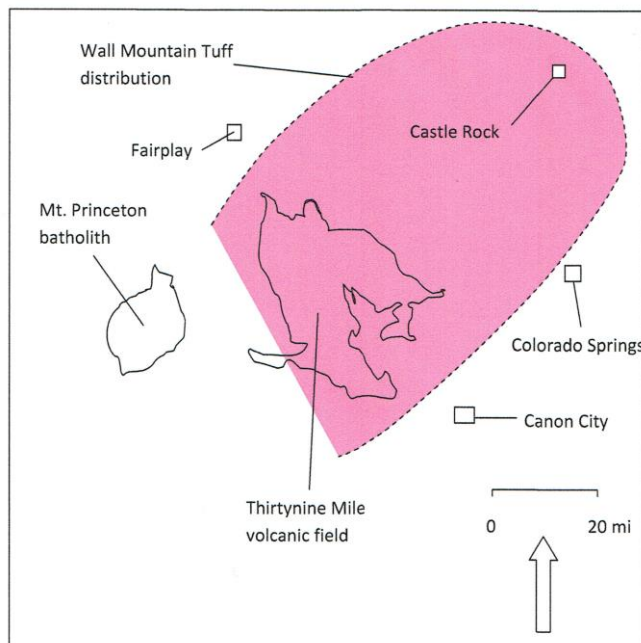 Wall Mountain Tuff
distribution
Castle Rock
Fairplay
Mt. Princeton
batholith
Colorado Springs
Canon City
Thirtynine Mile
volcanic field
0 20 mi